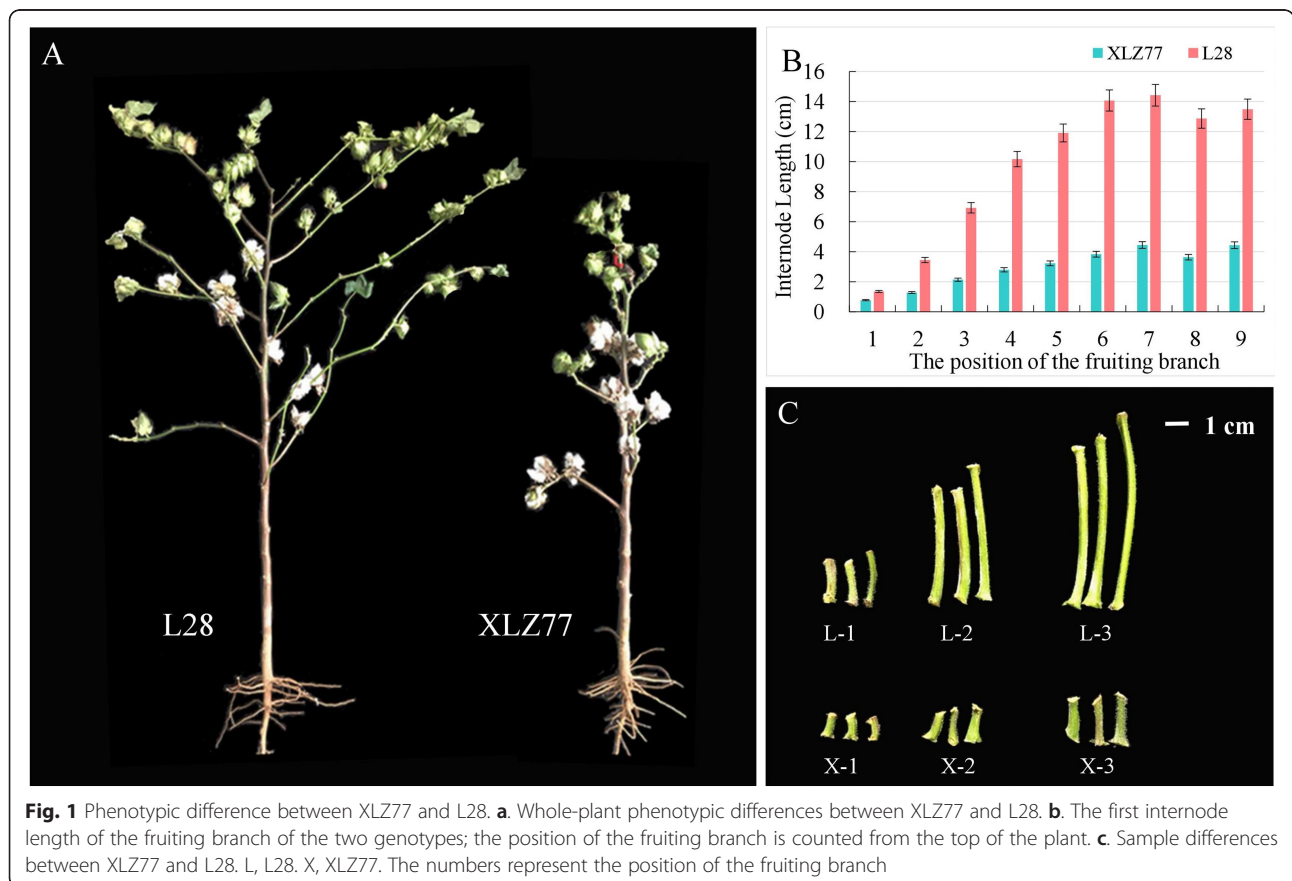 A
L28
XLZ77
B
XLZ77 L28
Internode Length (cm)
16
14
12
10
8
6
4
2
0
1 2 3 4 5 6 7 8 9
The position of the fruiting branch
C
1 cm
L-1 L-2 L-3
X-1 X-2 X-3
Fig. 1 Phenotypic difference between XLZ77 and L28. a. Whole-plant phenotypic differences between XLZ77 and L28. b. The first internode
length of the fruiting branch of the two genotypes; the position of the fruiting branch is counted from the top of the plant. c. Sample differences
between XLZ77 and L28. L, L28. X, XLZ77. The numbers represent the position of the fruiting branch